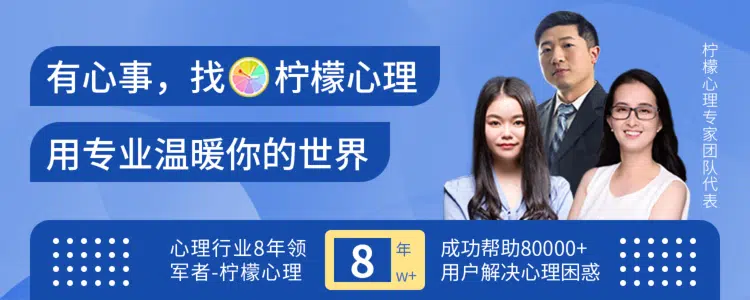 有心事，找柠檬心理
用专业温暖你的世界
柠檬心理专家团队代表
心理行业8年领
军者-柠檬心理
8
年
w+
成功帮助80000+
用户解决心理困惑